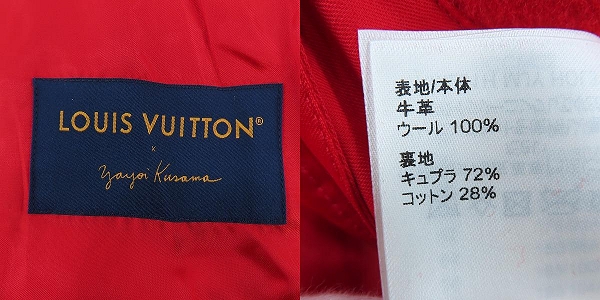 LOUIS VUITTON®
×
Yayoi Kusama
表地/本体
牛革
ウール 100%
裏地
キュプラ 72%
コットン 28%